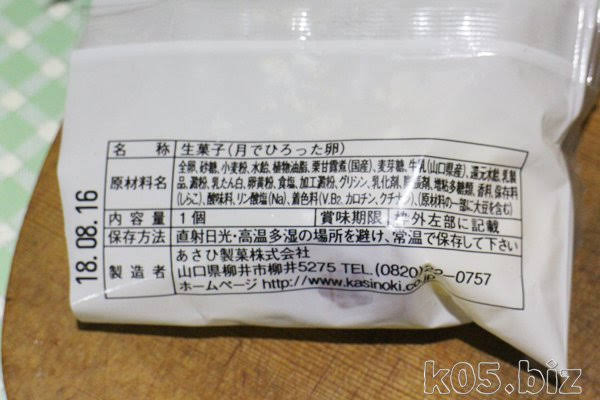 名称 生菓子(月でひろった卵)
原材料名 全卵、砂糖、小麦粉、水飴、植物油脂、栗甘露煮(国産)、麦芽糖、牛乳(山口県産)、還元水飴、乳製
品、澱粉、乳たん白、卵黄粉、食塩、加工澱粉、グリシン、乳化剤、膨張剤、増粘多糖類、香料、保存料
(しらこ)、酸味料、リン酸塩(Na)、着色料(V.B₂、カロチン、クチナシ)、(原材料の一部に大豆を含む)
内容量 1個 賞味期限 枠外左部に記載
保存方法 直射日光・高温多湿の場所を避け、常温で保存して下さい
製造者 あさひ製菓株式会社
山口県柳井市柳井5275 TEL.(0820)22-0757
ホームページ http://www.kasinoki.co.jp
18.08.16
k05.biz